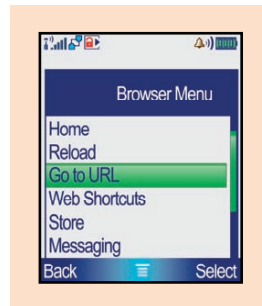 Browser Menu
Home
Reload
Go to URL
Web Shortcuts
Store
Messaging
Back Select